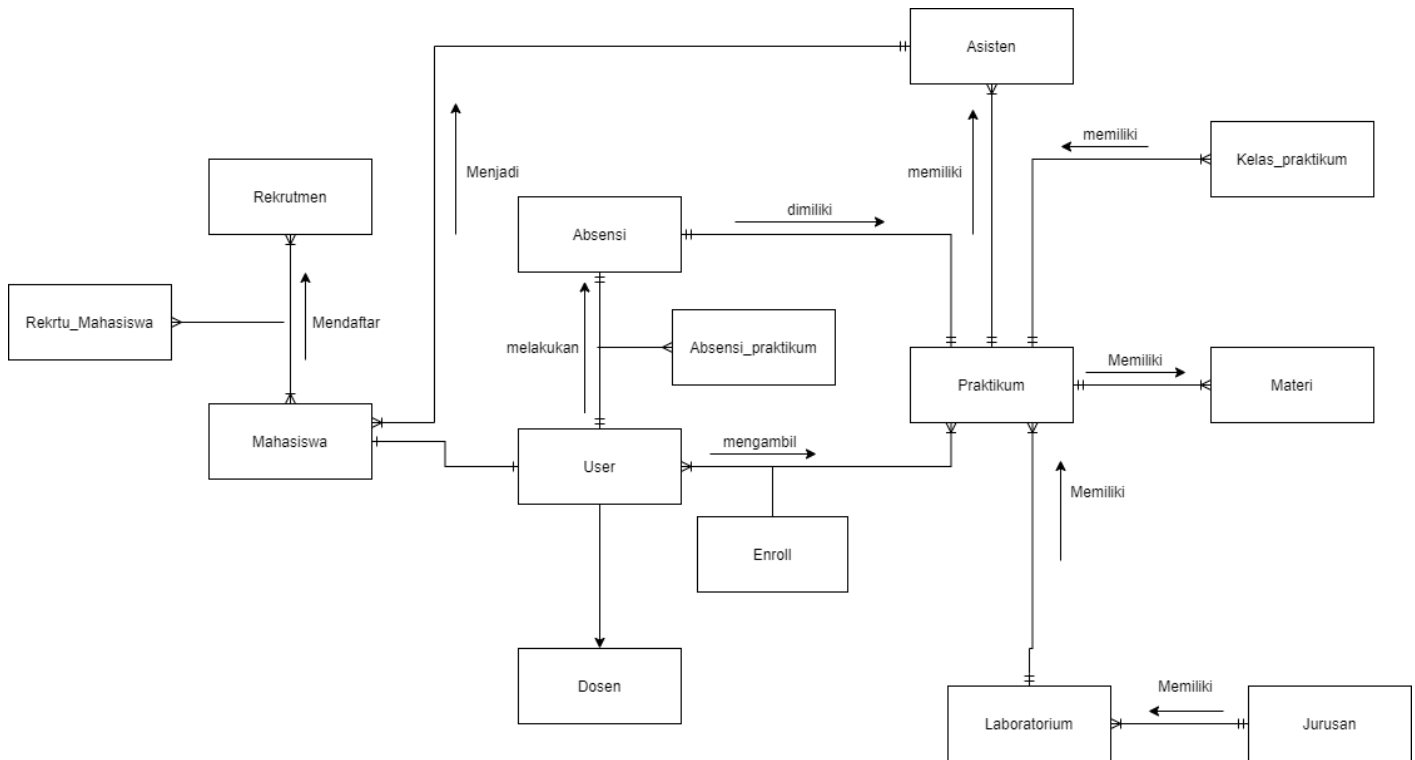 Asisten
memiliki
Kelas_praktikum
Menjadi
memiliki
Rekrutmen
dimiliki
Absensi
Rekrtu_Mahasiswa
Mendaftar
melakukan
Absensi_praktikum
Memiliki
Praktikum
Materi
Mahasiswa
mengambil
User
Memiliki
Enroll
Dosen
Memiliki
Laboratorium
Jurusan